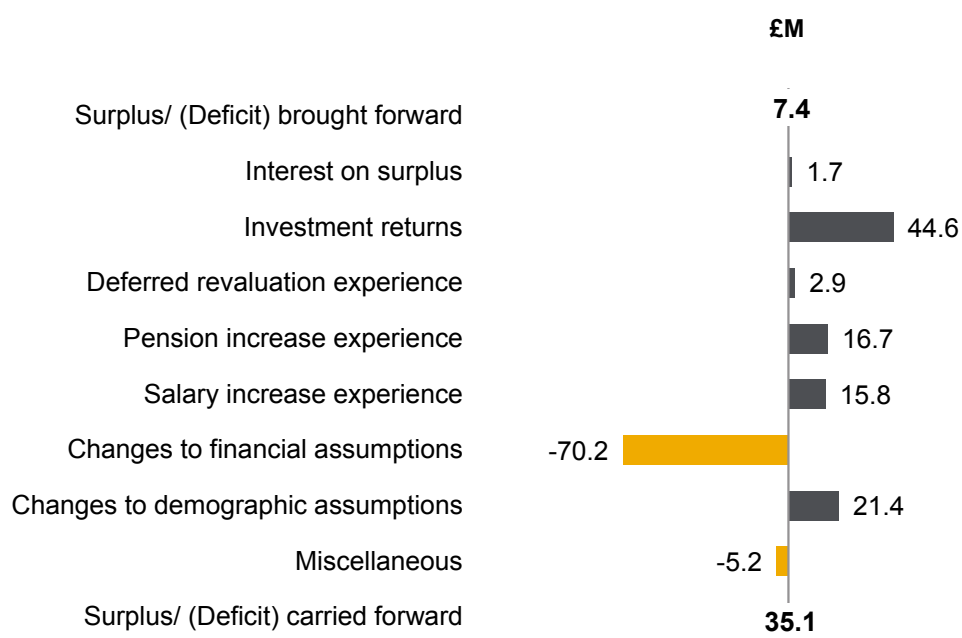 £M
Surplus/ (Deficit) brought forward 7.4
Interest on surplus 1.7
Investment returns 44.6
Deferred revaluation experience 2.9
Pension increase experience 16.7
Salary increase experience 15.8
Changes to financial assumptions -70.2
Changes to demographic assumptions 21.4
Miscellaneous -5.2
Surplus/ (Deficit) carried forward 35.1